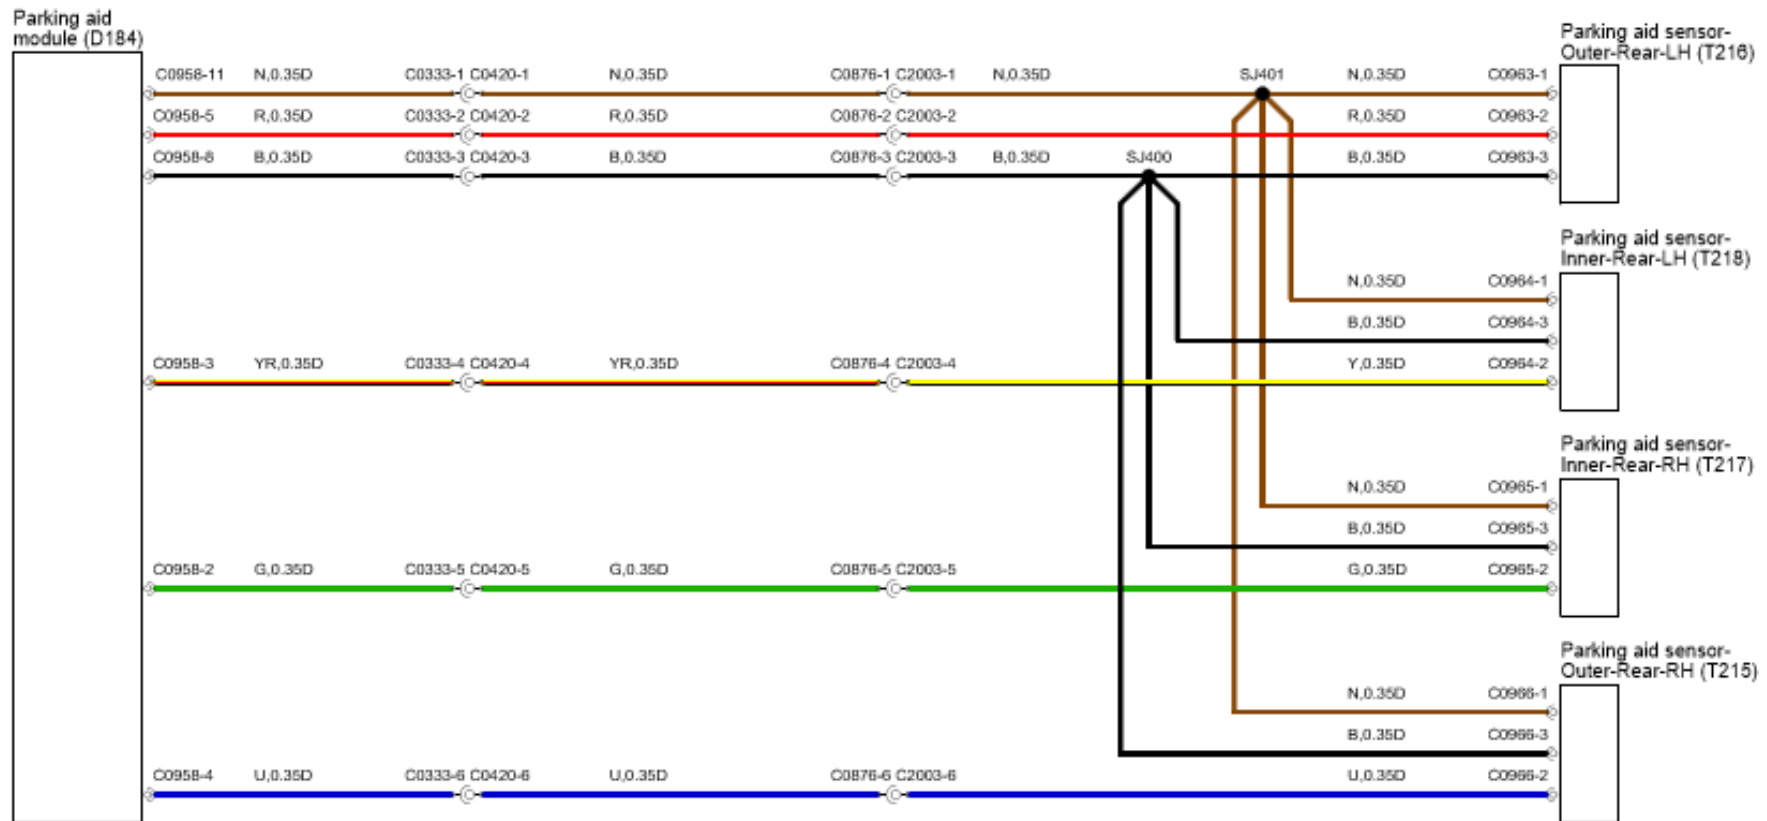 Parking aid
module (D184)
Parking aid sensor-
Outer-Rear-LH (T216)
C0958-11 N,0.35D C0333-1 C0420-1 N,0.35D C0876-1 C2003-1 N,0.35D SJ401 N,0.35D C0963-1
C0958-5 R,0.35D C0333-2 C0420-2 R,0.35D C0876-2 C2003-2 R,0.35D C0963-2
C0958-8 B,0.35D C0333-3 C0420-3 B,0.35D C0876-3 C2003-3 B,0.35D SJ400 B,0.35D C0963-3
Parking aid sensor-
Inner-Rear-LH (T218)
N,0.35D C0964-1
B,0.35D C0964-3
C0958-3 YR,0.35D C0333-4 C0420-4 YR,0.35D C0876-4 C2003-4 Y,0.35D C0964-2
Parking aid sensor-
Inner-Rear-RH (T217)
N,0.35D C0965-1
B,0.35D C0965-3
C0958-2 G,0.35D C0333-5 C0420-5 G,0.35D C0876-5 C2003-5 G,0.35D C0965-2
Parking aid sensor-
Outer-Rear-RH (T215)
N,0.35D C0966-1
B,0.35D C0966-3
C0958-4 U,0.35D C0333-6 C0420-6 U,0.35D C0876-6 C2003-6 U,0.35D C0966-2